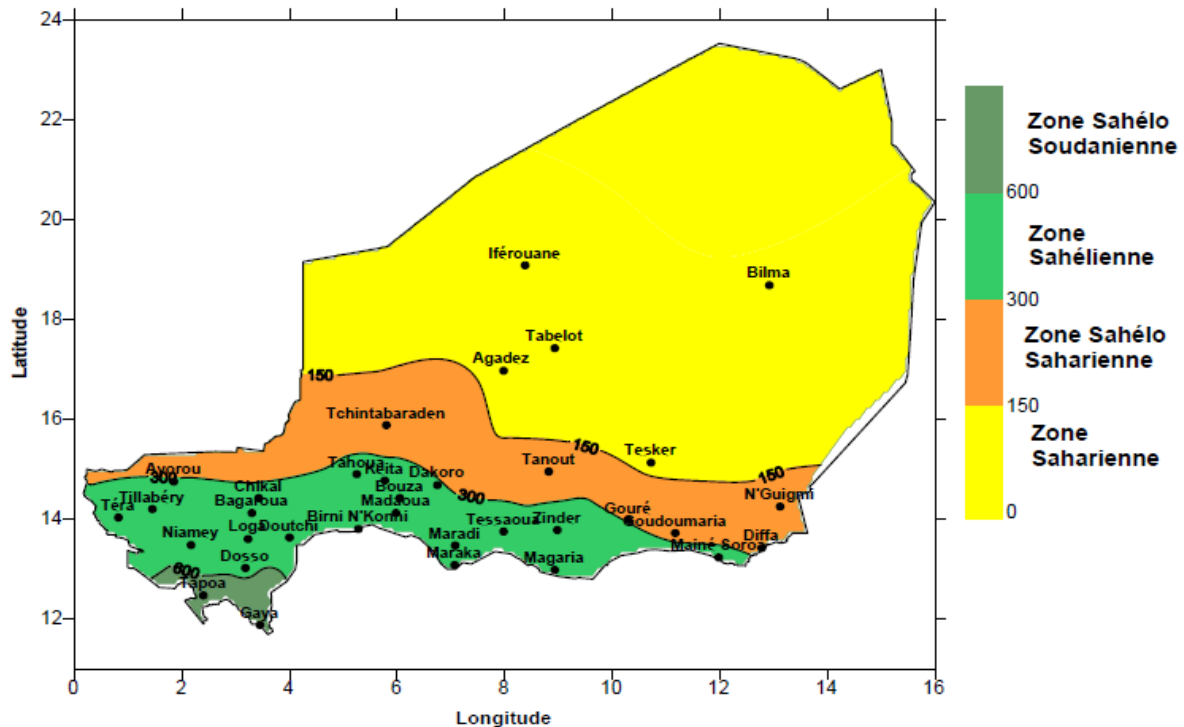 24
22
20
18
16
14
12
Latitude
0
2
4
6
8
10
12
14
16
Longitude
Iférouane
Bilma
Tabelot
Agadez
150
Tchintabaraden
150
Tesker
Tanout
150
N'Guigmi
Ayorou
300
Tahoua
Keita
Dakoro
Chikal
Bouza
300
Tillabéry
Bagaroua
Madaoua
Gouré
Téra
Birni N'Konni
Tessaoua
Zinder
Goudoumaria
Niamey
Loga
Doutchi
Maradi
Diffa
Mainé Soroa
Dosso
Maraka
Magaria
600
Tapoa
Gaya
Zone Sahélo
Soudanienne
600
Zone
Sahélienne
300
Zone Sahélo
Saharienne
150
Zone
Saharienne
0